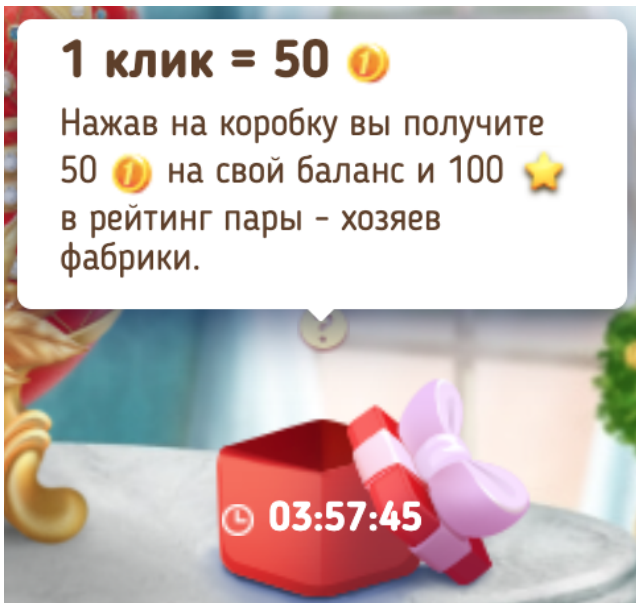 1 клик = 50
Нажав на коробку вы получите
50 на свой баланс и 100
в рейтинг пары - хозяев
фабрики.
?
03:57:45